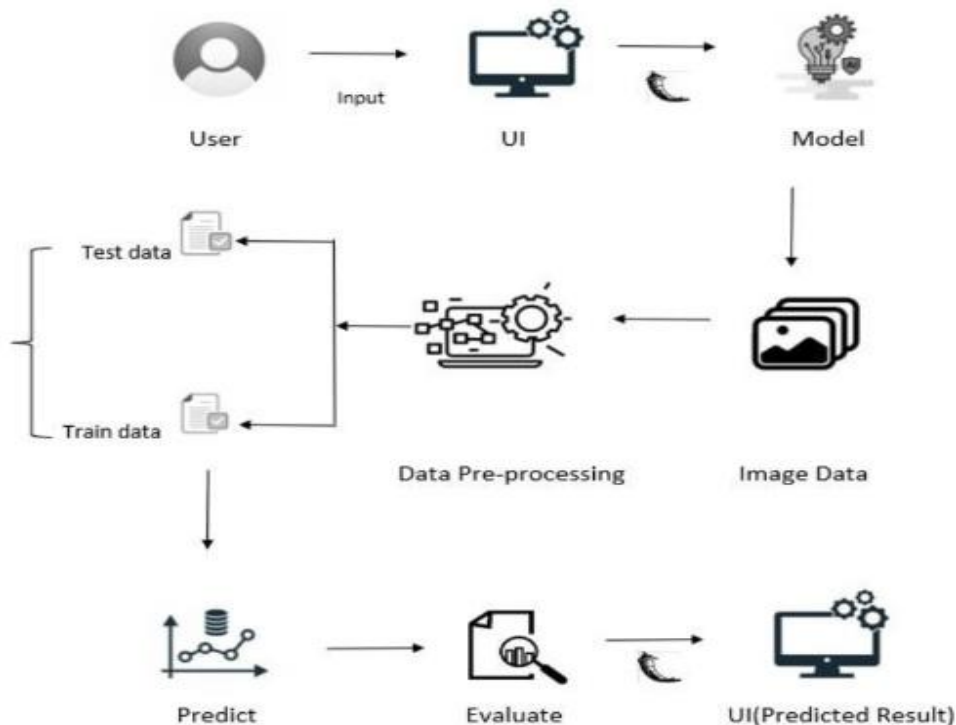 Input
User
UI
Model
Test data
Train data
Data Pre-processing
Image Data
Predict
Evaluate
UI(Predicted Result)